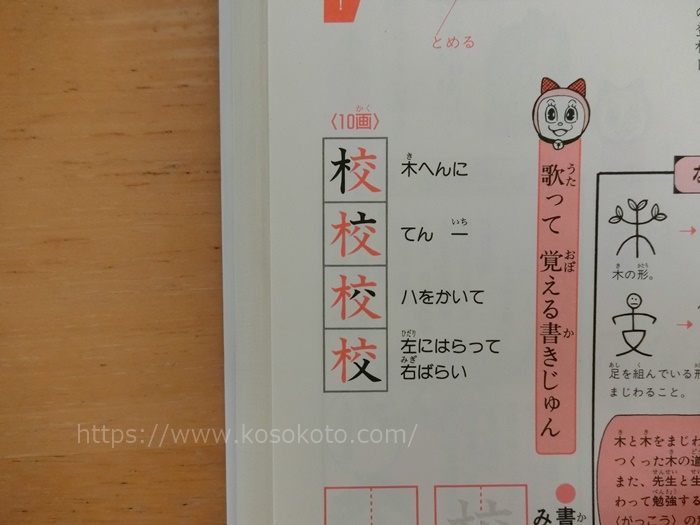 とめる
歌って 覚える書きじゅん
〈10画〉
校 木へんに
校 てん 一
校 ハをかいて
校 左にはらって
右ばらい
木の形。
足を組んでいる形
まじわること。
木と木をまじわ
つくった木の道
また、先生と生
わって勉強する
〈がっこう〉の
書
み
https://www.kosokoto.com/